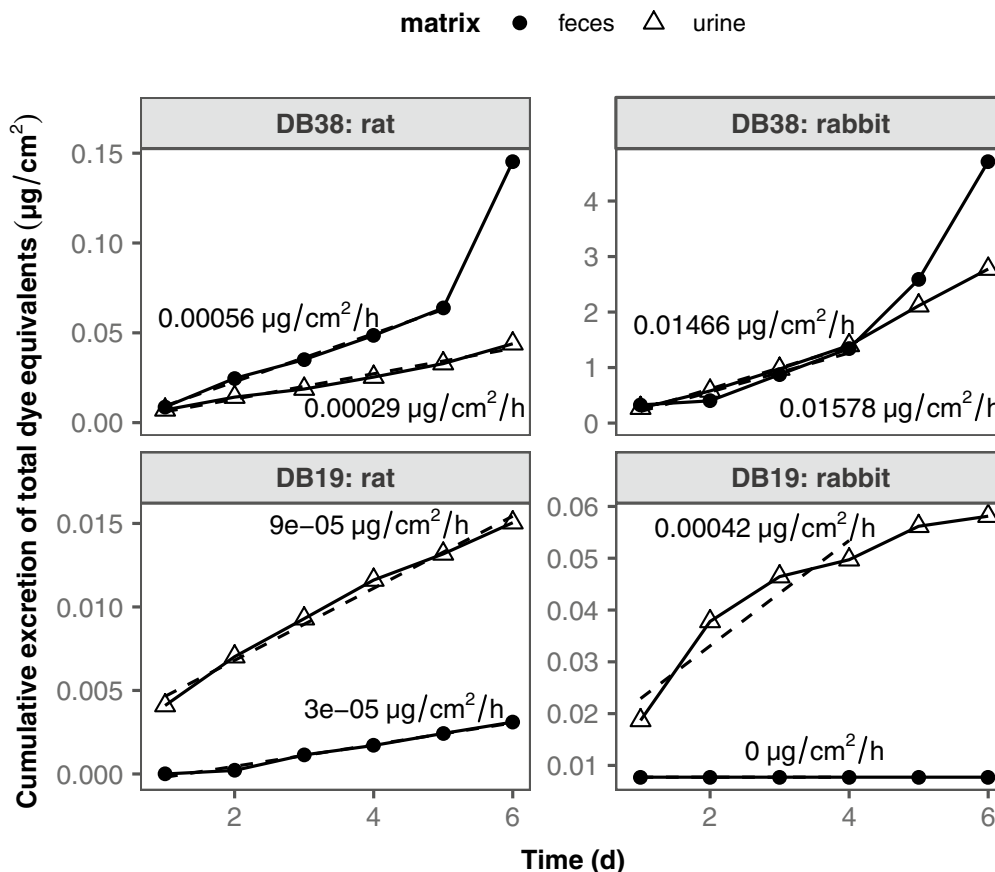 matrix feces urine
Cumulative excretion of total dye equivalents (µg/cm²)
DB38: rat
0.15
0.10
0.05
0.00
0.00056 µg/cm²/h
0.00029 µg/cm²/h
DB38: rabbit
4
3
2
1
0
0.01466 µg/cm²/h
0.01578 µg/cm²/h
DB19: rat
0.015
0.010
0.005
0.000
9e−05 µg/cm²/h
3e−05 µg/cm²/h
2 4 6
DB19: rabbit
0.06
0.05
0.04
0.03
0.02
0.01
0.00042 µg/cm²/h
0 µg/cm²/h
2 4 6
Time (d)